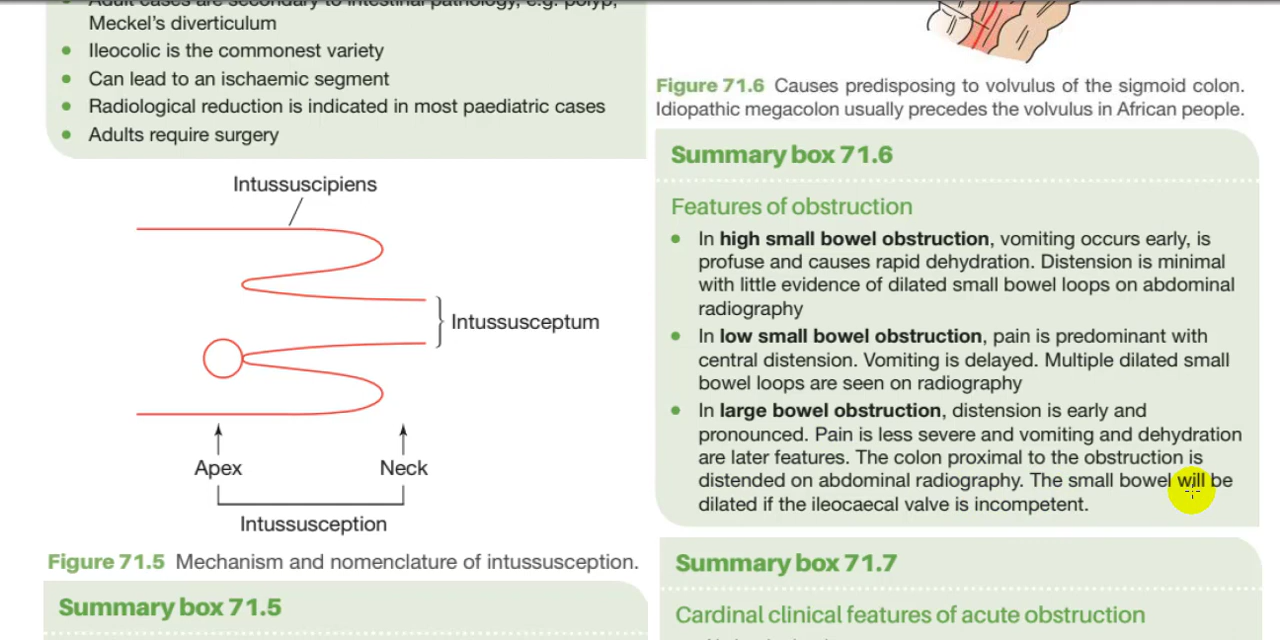 Adult cases are secondary to intestinal pathology, e.g. polyp,
Meckel's diverticulum
• Ileocolic is the commonest variety
• Can lead to an ischaemic segment
• Radiological reduction is indicated in most paediatric cases
• Adults require surgery
Intussuscipiens
Intussusceptum
Apex
Neck
Intussusception
Figure 71.5 Mechanism and nomenclature of intussusception.
Summary box 71.5
Figure 71.6 Causes predisposing to volvulus of the sigmoid colon.
Idiopathic megacolon usually precedes the volvulus in African people.
Summary box 71.6
Features of obstruction
• In high small bowel obstruction, vomiting occurs early, is
profuse and causes rapid dehydration. Distension is minimal
with little evidence of dilated small bowel loops on abdominal
radiography
• In low small bowel obstruction, pain is predominant with
central distension. Vomiting is delayed. Multiple dilated small
bowel loops are seen on radiography
• In large bowel obstruction, distension is early and
pronounced. Pain is less severe and vomiting and dehydration
are later features. The colon proximal to the obstruction is
distended on abdominal radiography. The small bowel will be
dilated if the ileocaecal valve is incompetent.
Summary box 71.7
Cardinal clinical features of acute obstruction